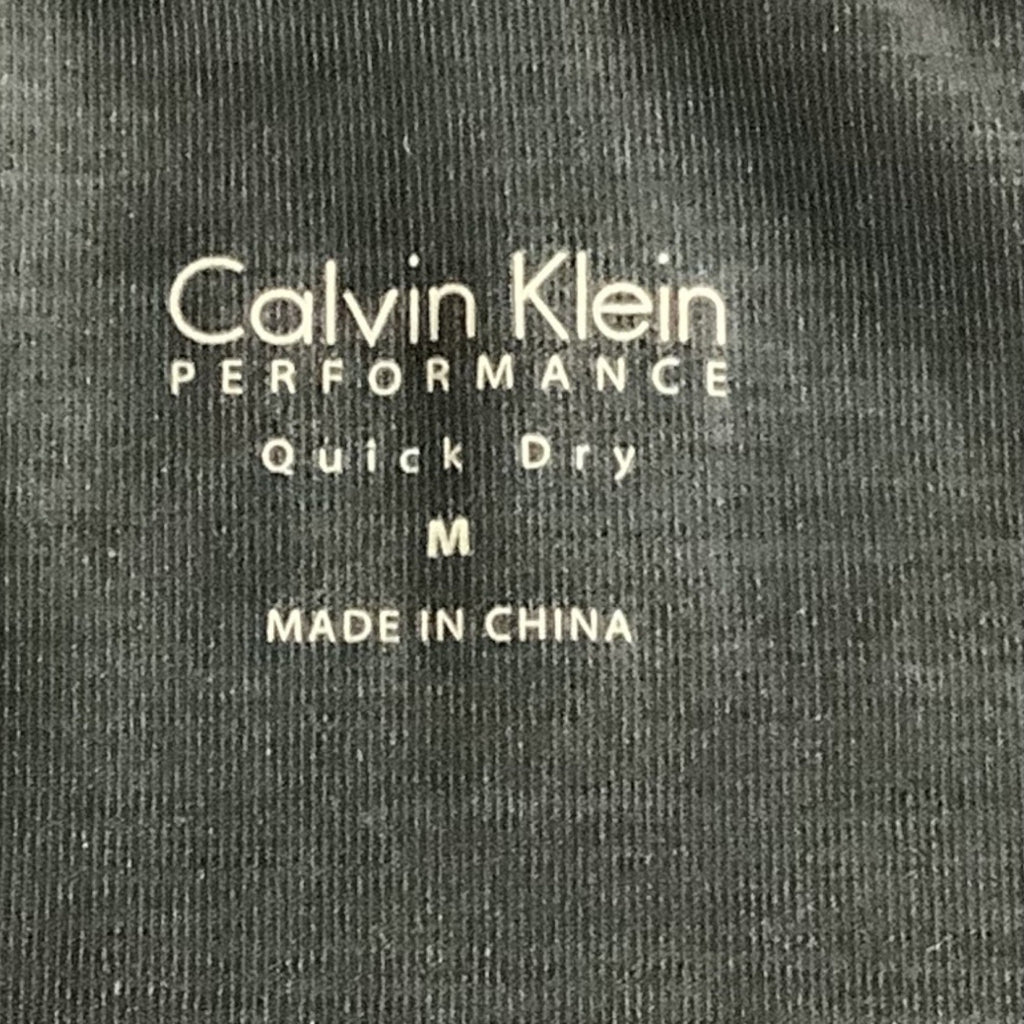 Calvin Klein
PERFORMANCE
Quick Dry
M
MADE IN CHINA